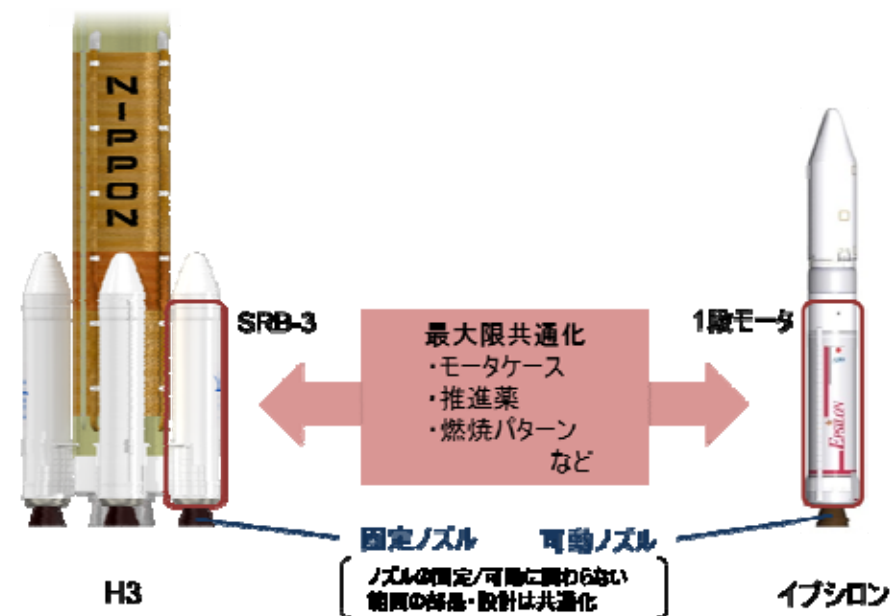 NIPPON
SRB-3
最大限共通化
・モータケース
・推進薬
・燃焼パターン
など
1段モータ
EPSILON
固定ノズル
可動ノズル
ノズルの固定/可動に関わらない
範囲の部品・設計は共通化
H3
イプシロン